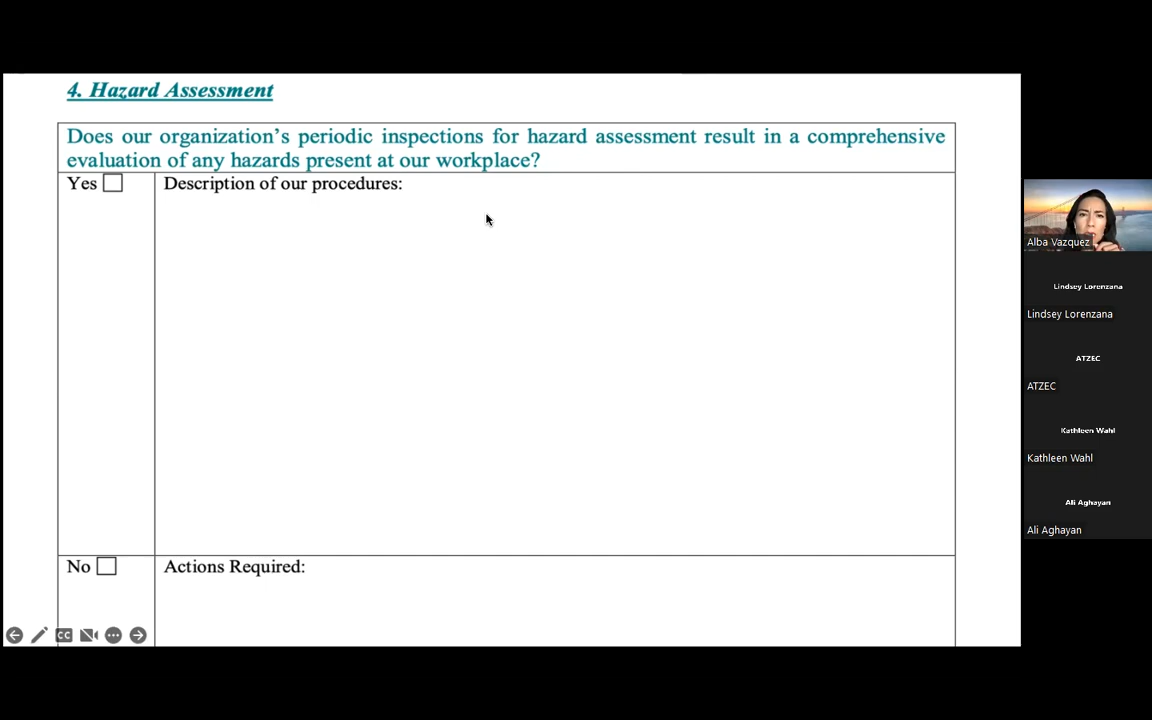 4. Hazard Assessment
Does our organization's periodic inspections for hazard assessment result in a comprehensive
evaluation of any hazards present at our workplace?
Yes
Description of our procedures:
No
Actions Required:
CC
Alba Vazquez
Lindsey Lorenzana
Lindsey Lorenzana
ATZEC
ATZEC
Kathleen Wahl
Kathleen Wahl
Ali Aghayan
Ali Aghayan